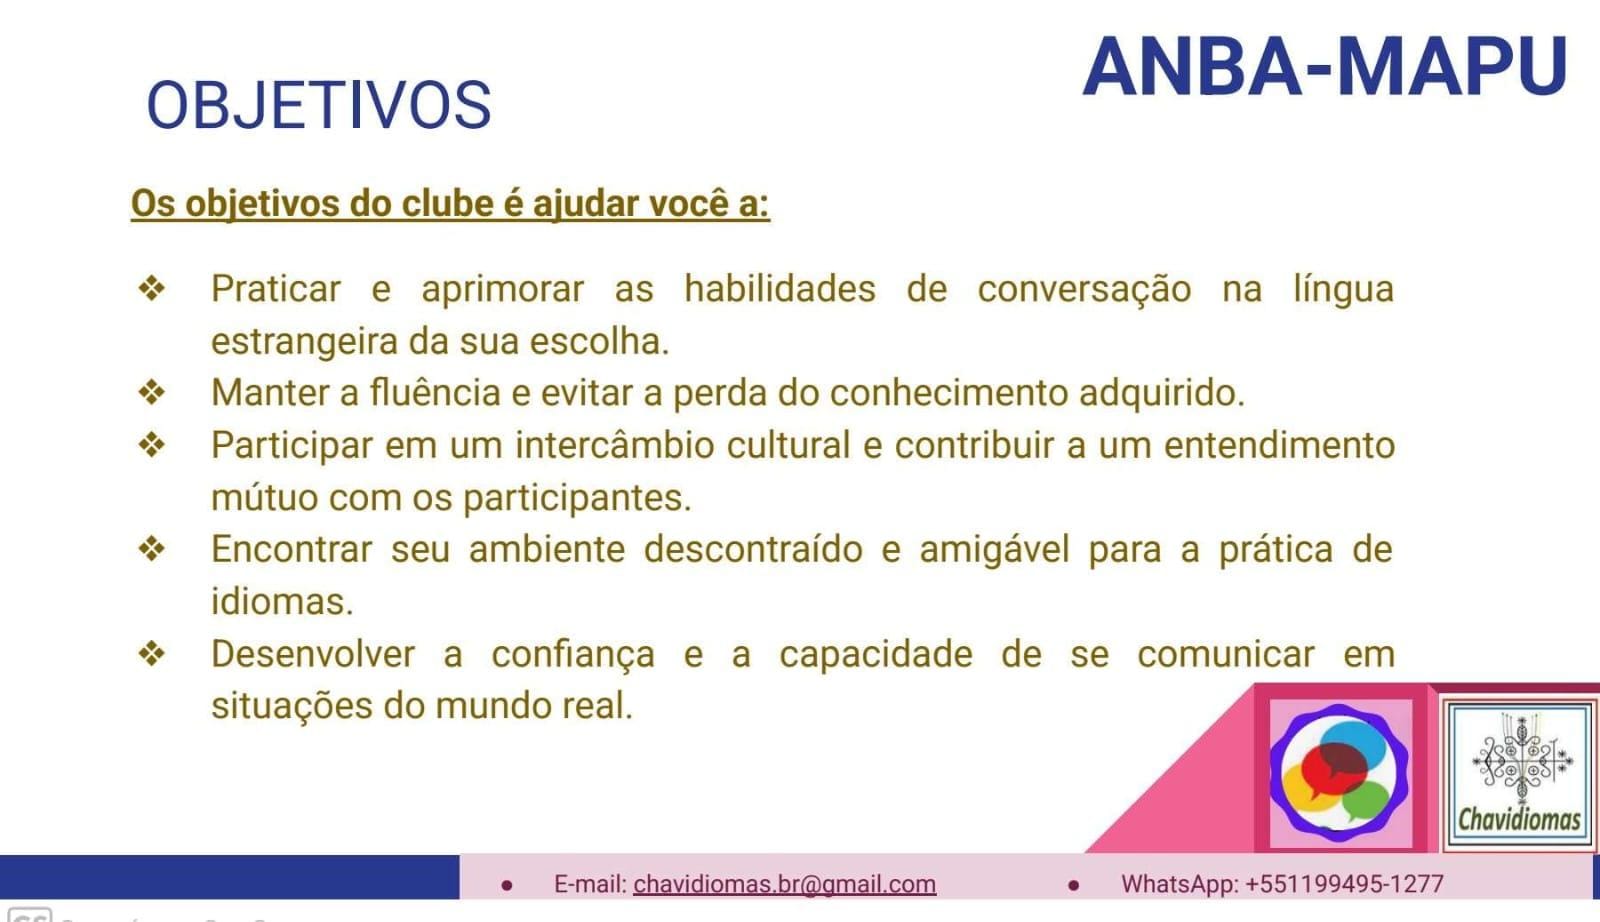 ANBA-MAPU
OBJETIVOS
Os objetivos do clube é ajudar você a:
❖ Praticar e aprimorar as habilidades de conversação na língua
estrangeira da sua escolha.
❖ Manter a fluência e evitar a perda do conhecimento adquirido.
❖ Participar em um intercâmbio cultural e contribuir a um entendimento
mútuo com os participantes.
❖ Encontrar seu ambiente descontraído e amigável para a prática de
idiomas.
❖ Desenvolver a confiança e a capacidade de se comunicar em
situações do mundo real.
Chavidiomas
● E-mail: chavidiomas.br@gmail.com
● WhatsApp: +551199495-1277